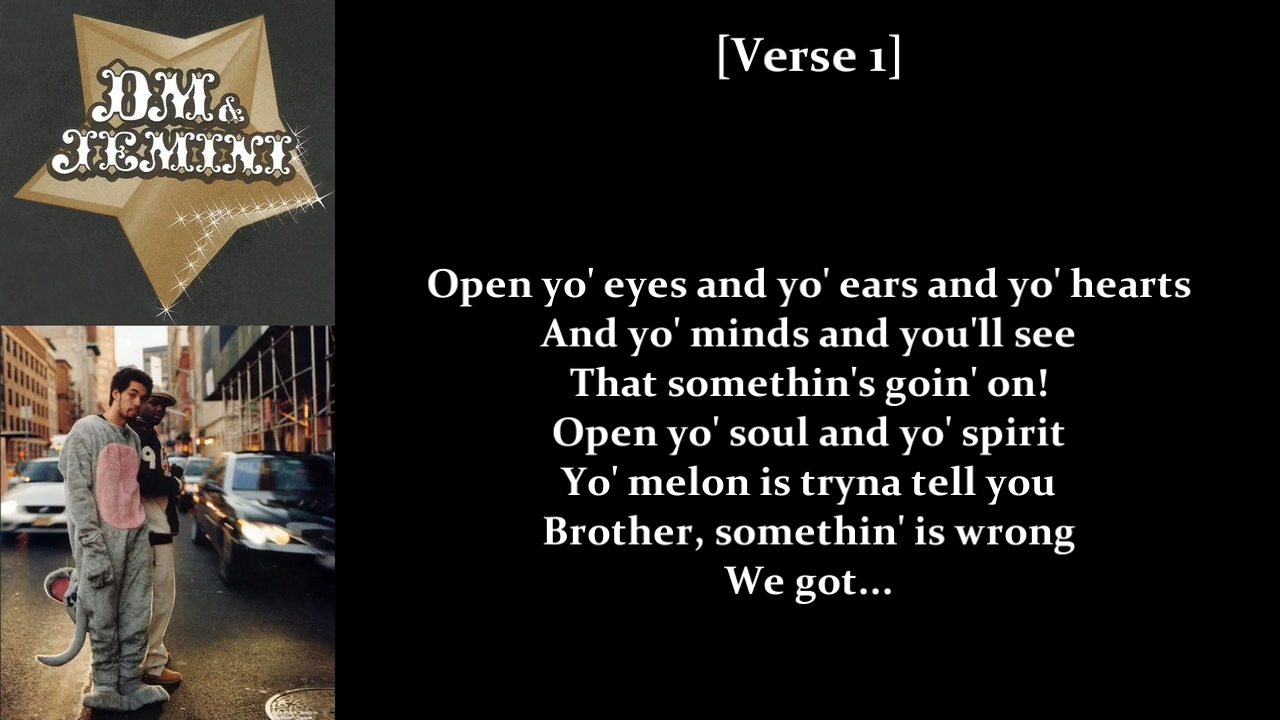 DM &
JEMINI
[Verse 1]
Open yo' eyes and yo' ears and yo' hearts
And yo' minds and you'll see
That somethin's goin' on!
Open yo' soul and yo' spirit
Yo' melon is tryna tell you
Brother, somethin' is wrong
We got...
9